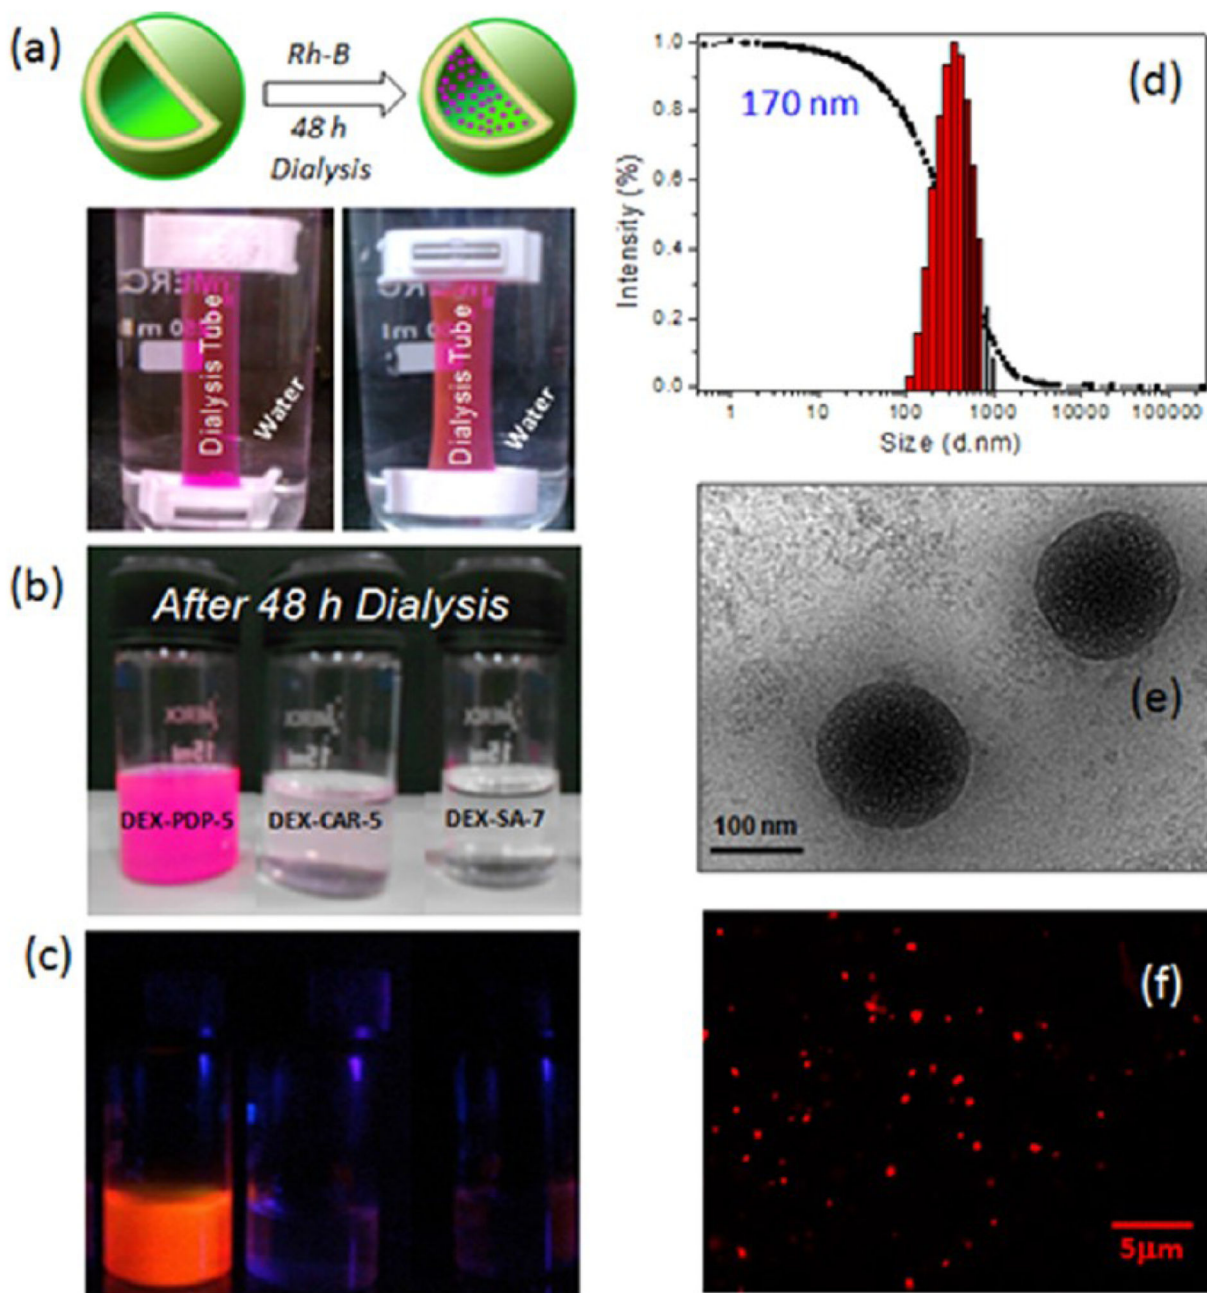 (a)
Rh-B
48 h
Dialysis
Dialysis Tube
Water
Dialysis Tube
Water
(b)
After 48 h Dialysis
DEX-PDP-5
DEX-CAR-5
DEX-SA-7
(c)
(d)
170 nm
Intensity (%)
1.0
0.8
0.6
0.4
0.2
0.0
1 10 100 1000 10000 100000
Size (d.nm)
(e)
100 nm
(f)
5µm